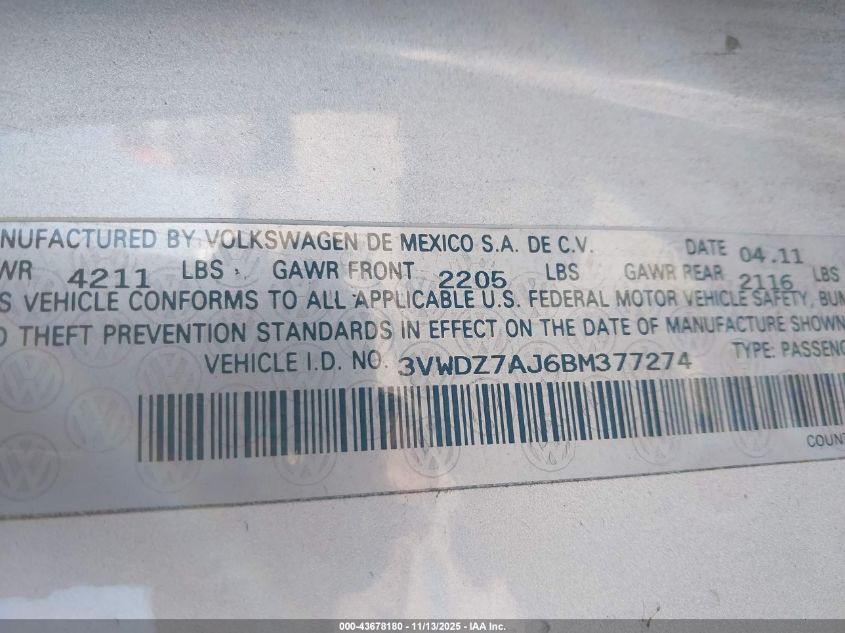 NUFACTURED BY VOLKSWAGEN DE MEXICO S.A. DE C.V. DATE 04.11
WR 4211 LBS GAWR FRONT 2205 LBS GAWR REAR 2116 LBS
S VEHICLE CONFORMS TO ALL APPLICABLE U.S. FEDERAL MOTOR VEHICLE SAFETY, BUM
D THEFT PREVENTION STANDARDS IN EFFECT ON THE DATE OF MANUFACTURE SHOWN
VEHICLE I.D. NO. 3VWDZ7AJ6BM377274 TYPE: PASSENG
COUNT
000-43678180 - 11/13/2025 - IAA Inc.